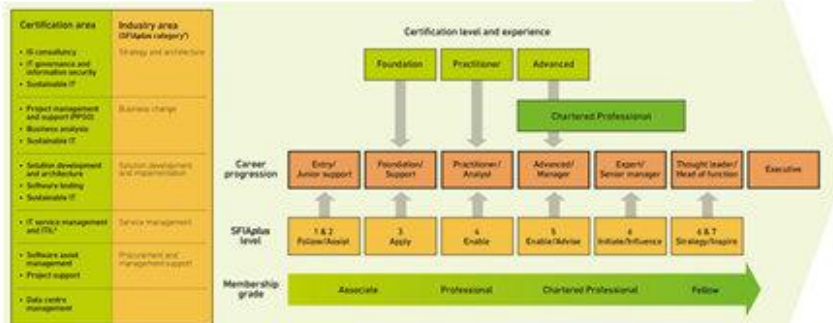 Certification area
Industry area
(SFIAplus category*)
• IS consultancy
• IT governance and
information security
• Sustainable IT
Strategy and architecture
• Project management
and support (PPSO)
• Business analysis
• Sustainable IT
Business change
• Solution development
and architecture
• Software testing
• Sustainable IT
Solution development
and implementation
• IT service management
and ITIL®
Service management
• Software asset
management
• Project support
Procurement and
management support
• Data centre
management
Certification level and experience
Foundation
Practitioner
Advanced
Chartered Professional
Career
progression
Entry/
Junior support
Foundation/
Support
Practitioner/
Analyst
Advanced/
Manager
Expert/
Senior manager
Thought leader/
Head of function
Executive
SFIAplus
level
1 & 2
Follow/Assist
3
Apply
4
Enable
5
Enable/Advise
6
Initiate/Influence
6 & 7
Strategy/Inspire
Membership
grade
Associate
Professional
Chartered Professional
Fellow